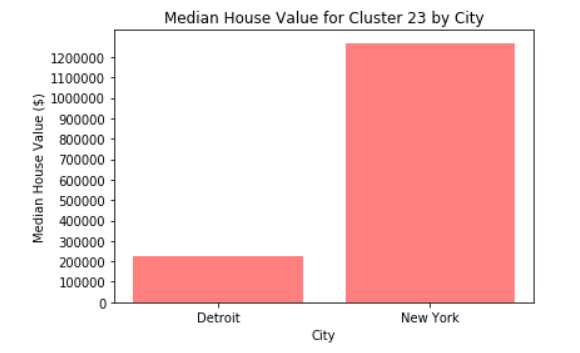 Median House Value for Cluster 23 by City
Median House Value ($)
1200000
1100000
1000000
900000
800000
700000
600000
500000
400000
300000
200000
100000
0
Detroit
New York
City